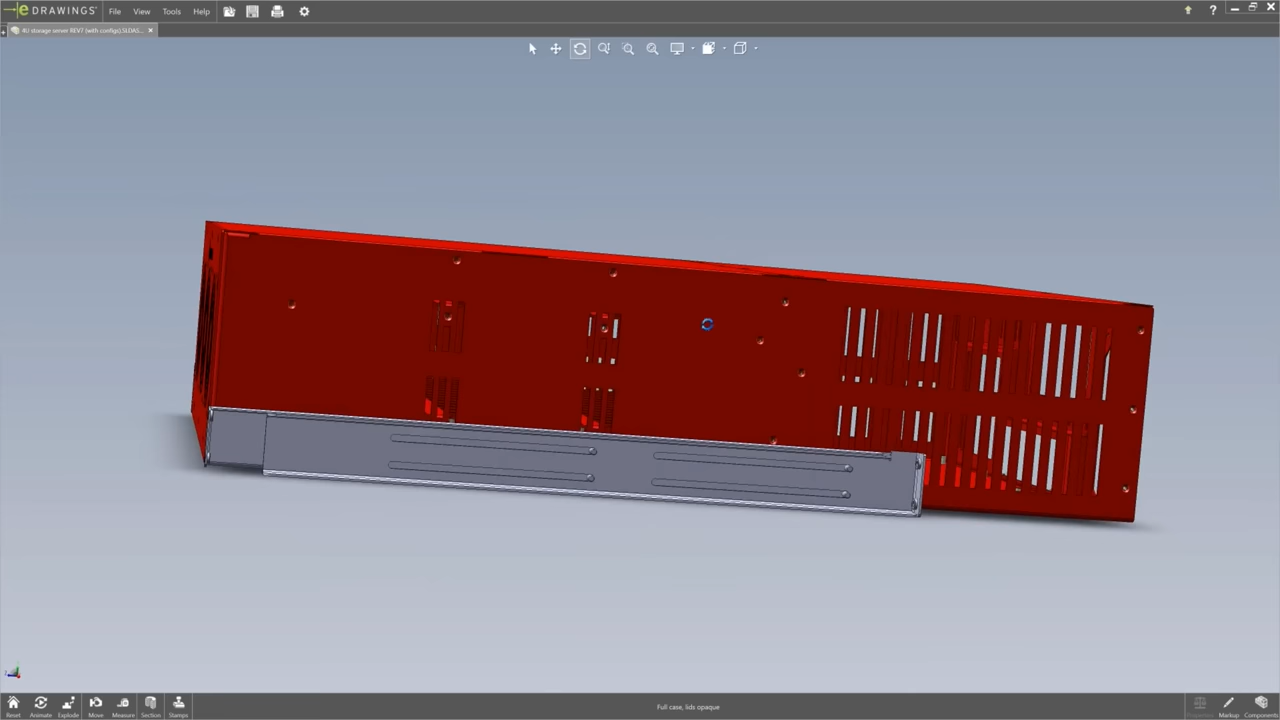 eDRAWINGS® File View Tools Help
4U storage server REV7 (with configs).SLDAS...
Reset Animate Explode Move Measure Section Stamps
Full case, lids opaque
Markup Components